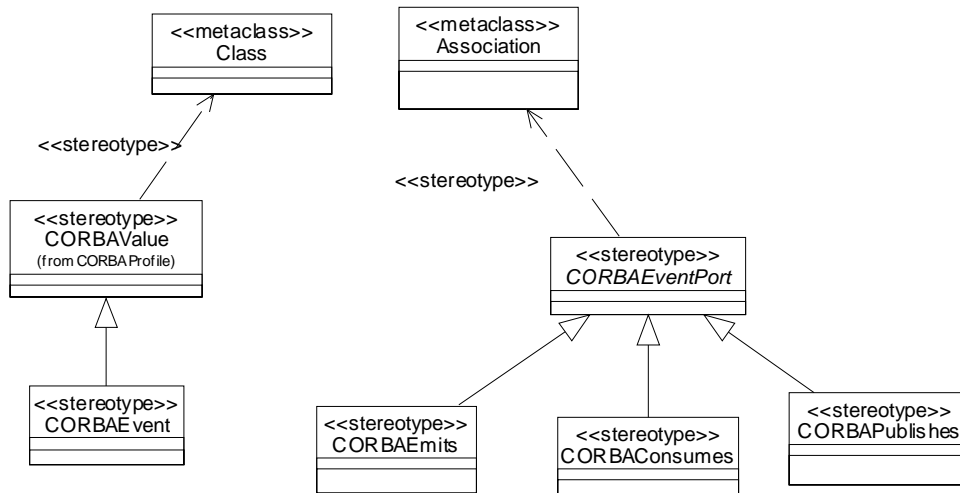 <<metaclass>>
Class
<<metaclass>>
Association
<<stereotype>>
<<stereotype>>
<<stereotype>>
CORBAValue
(from CORBAProfile)
<<stereotype>>
CORBAEventPort
<<stereotype>>
CORBAEvent
<<stereotype>>
CORBAEmits
<<stereotype>>
CORBAConsumes
<<stereotype>>
CORBAPublishes